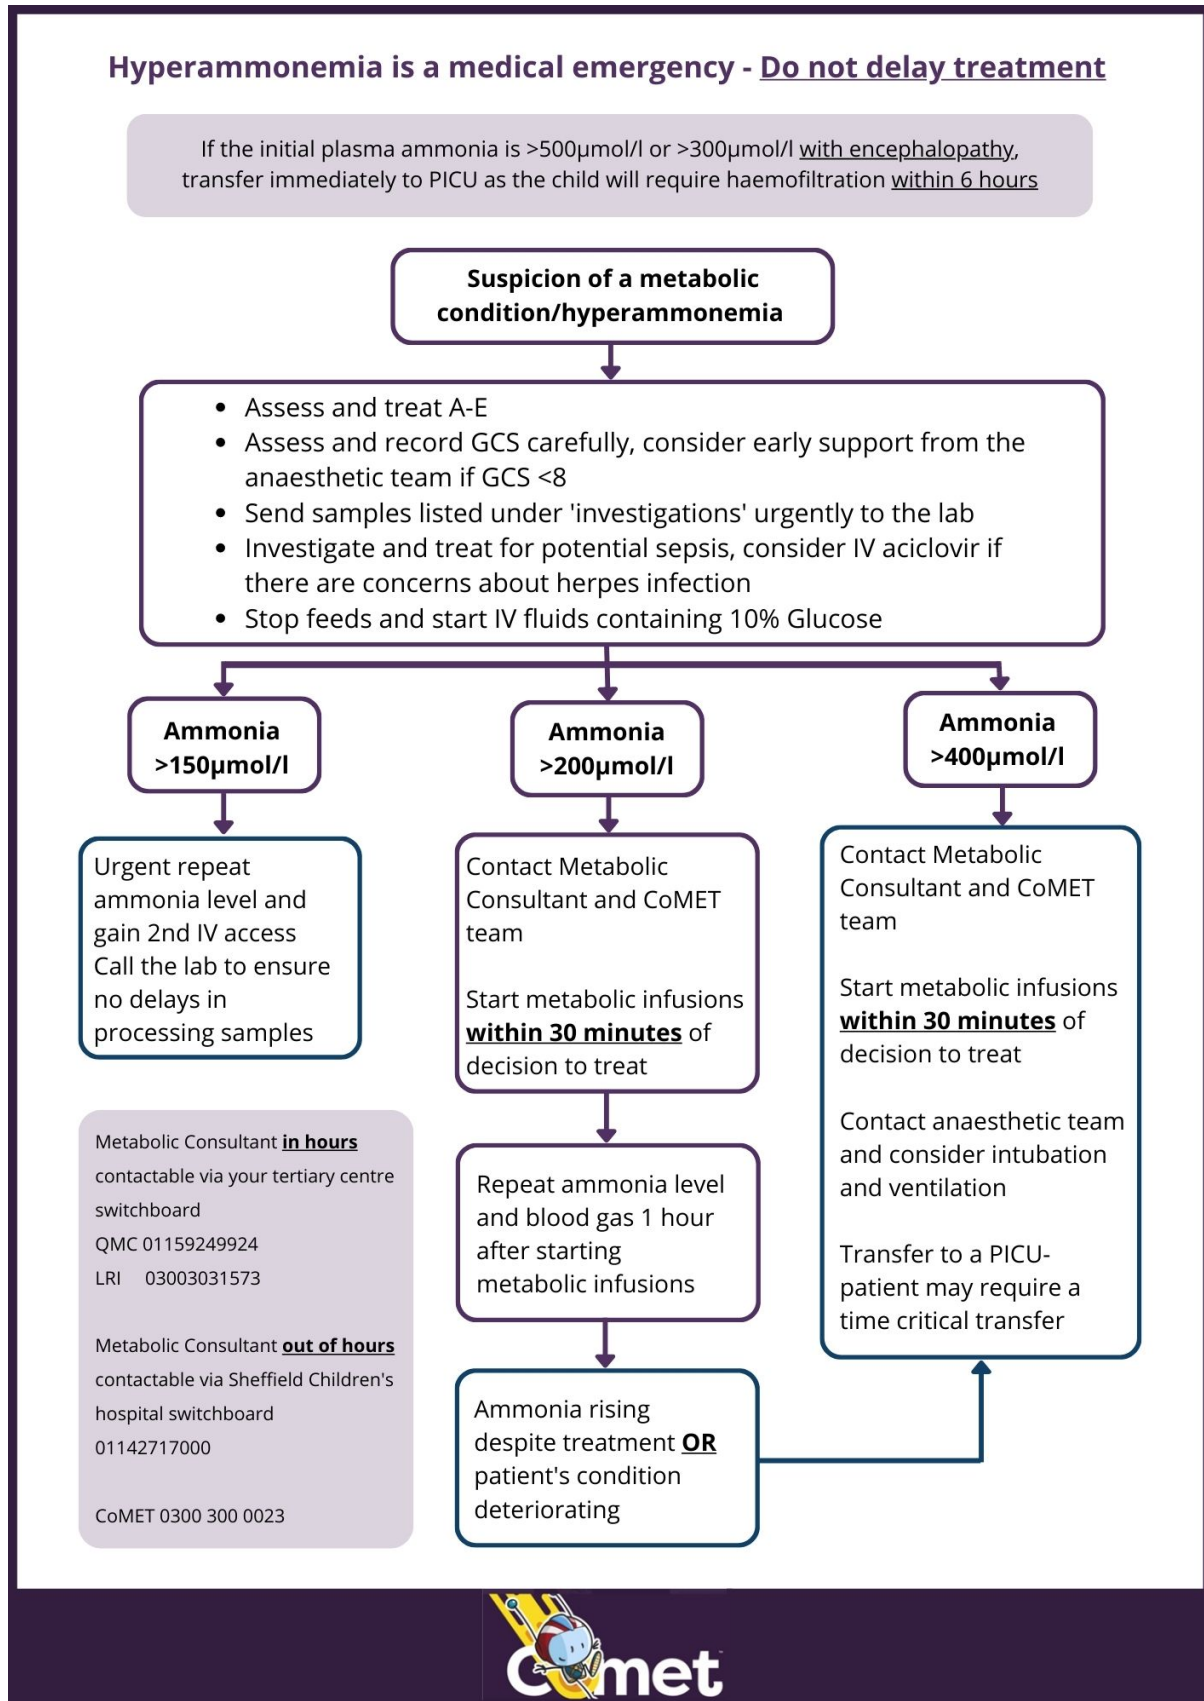 Hyperammonemia is a medical emergency - Do not delay treatment
If the initial plasma ammonia is >500µmol/l or >300µmol/l with encephalopathy,
transfer immediately to PICU as the child will require haemofiltration within 6 hours
Suspicion of a metabolic
condition/hyperammonemia
• Assess and treat A-E
• Assess and record GCS carefully, consider early support from the
anaesthetic team if GCS <8
• Send samples listed under 'investigations' urgently to the lab
• Investigate and treat for potential sepsis, consider IV aciclovir if
there are concerns about herpes infection
• Stop feeds and start IV fluids containing 10% Glucose
Ammonia
>150µmol/l
Urgent repeat
ammonia level and
gain 2nd IV access
Call the lab to ensure
no delays in
processing samples
Ammonia
>200µmol/l
Contact Metabolic
Consultant and CoMET
team
Start metabolic infusions
within 30 minutes of
decision to treat
Repeat ammonia level
and blood gas 1 hour
after starting
metabolic infusions
Ammonia rising
despite treatment OR
patient's condition
deteriorating
Ammonia
>400µmol/l
Contact Metabolic
Consultant and CoMET
team
Start metabolic infusions
within 30 minutes of
decision to treat
Contact anaesthetic team
and consider intubation
and ventilation
Transfer to a PICU-
patient may require a
time critical transfer
Metabolic Consultant in hours
contactable via your tertiary centre
switchboard
QMC 01159249924
LRI 03003031573
Metabolic Consultant out of hours
contactable via Sheffield Children's
hospital switchboard
01142717000
CoMET 0300 300 0023
Comet